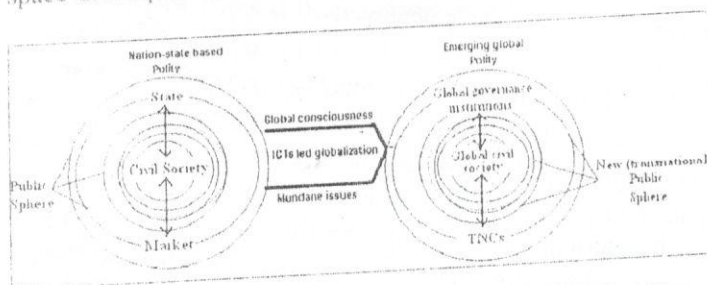 Nation-state based
Polity
State
Civil Society
Market
Public
Sphere
Global consciousness
ICTs led globalization
Mundane issues
Emerging global
Polity
Global governance
institutions
Global civil
society
TNCs
New (transnational)
Public
Sphere